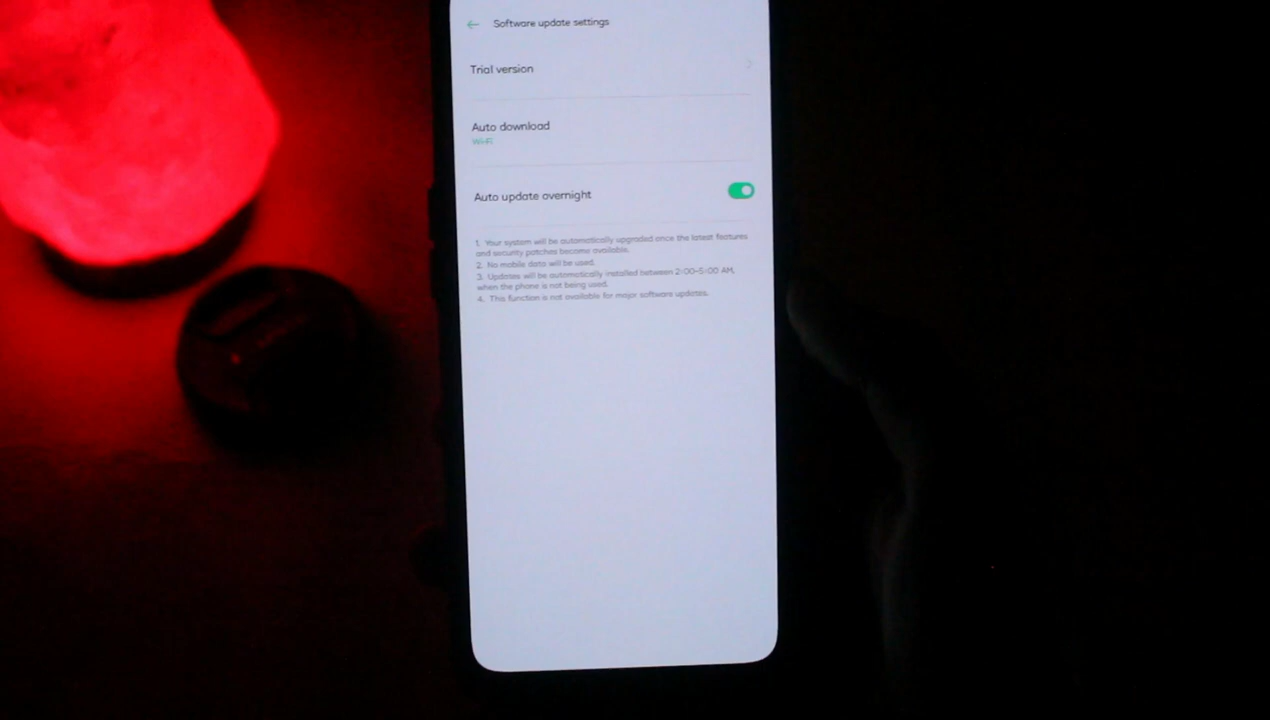 Software update settings
Trial version
Auto download
Wi-Fi
Auto update overnight
1. Your system will be automatically upgraded once the latest features
and security patches become available.
2. No mobile data will be used.
3. Updates will be automatically installed between 2:00-5:00 AM,
when the phone is not being used.
4. This function is not available for major software updates.